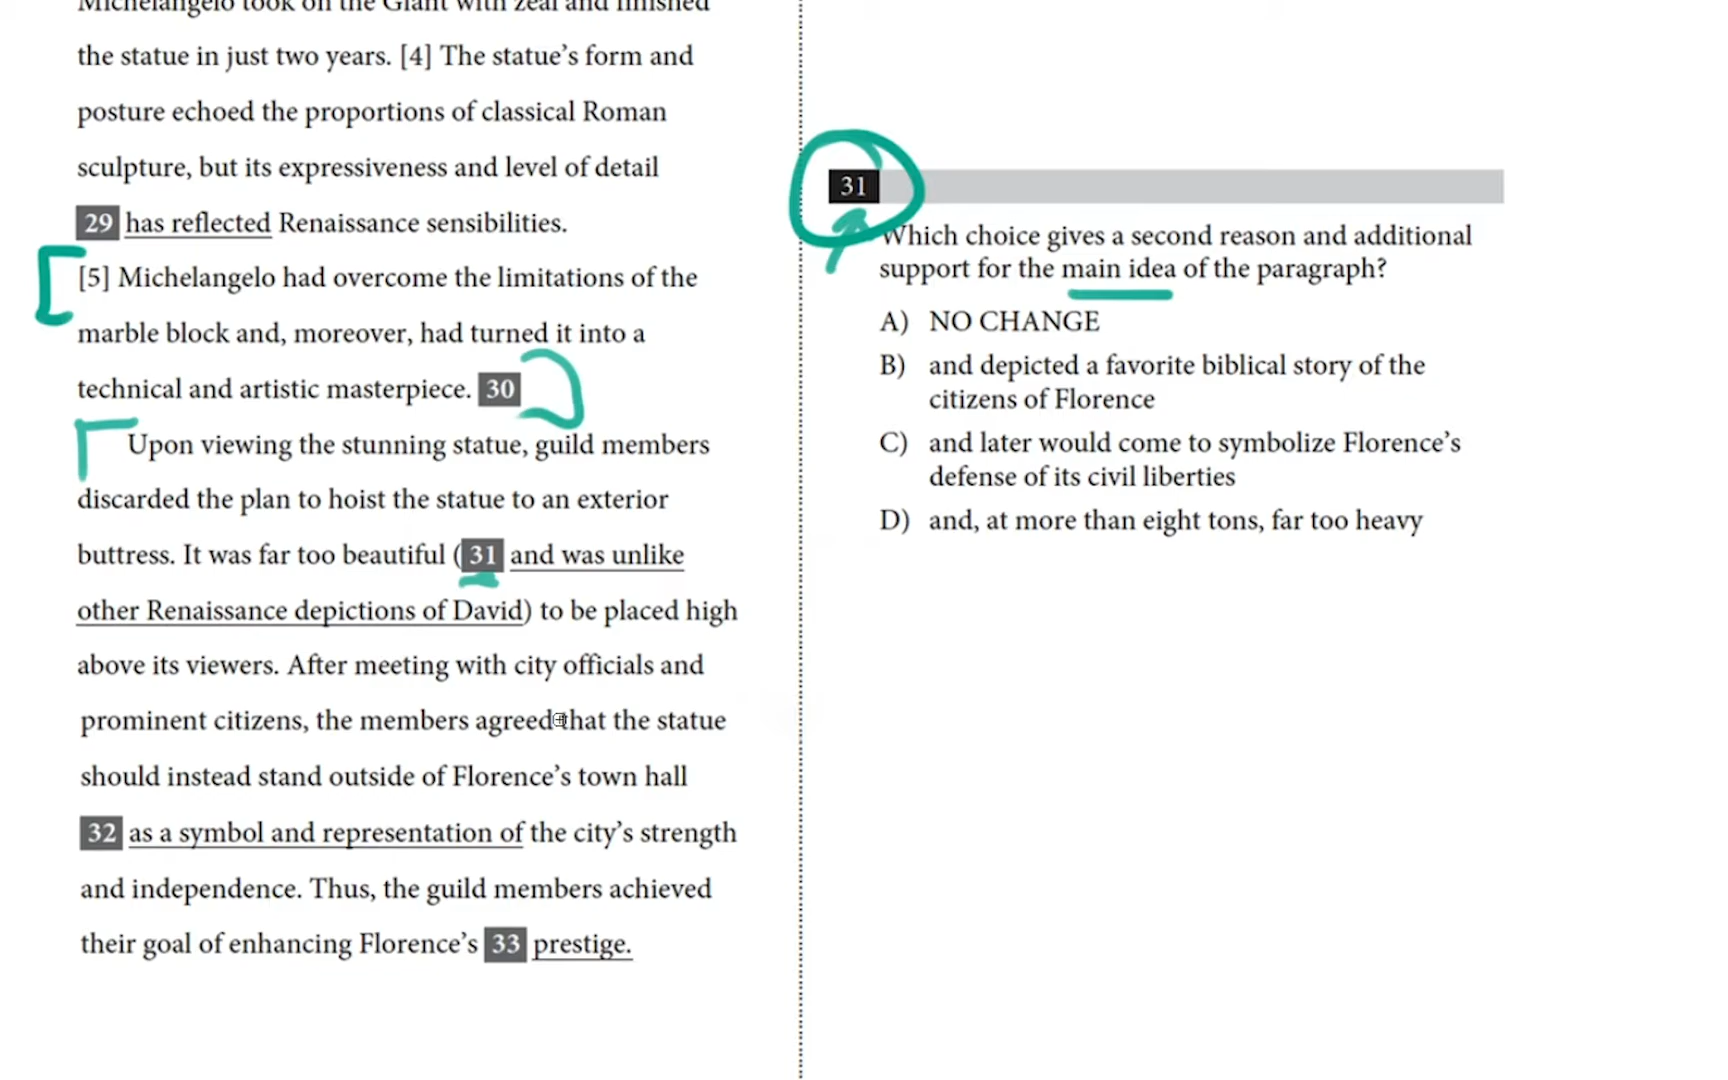 Michelangelo took on the Giant with zeal and finished
the statue in just two years. [4] The statue’s form and
posture echoed the proportions of classical Roman
sculpture, but its expressiveness and level of detail
29 has reflected Renaissance sensibilities.
[5] Michelangelo had overcome the limitations of the
marble block and, moreover, had turned it into a
technical and artistic masterpiece. 30
Upon viewing the stunning statue, guild members
discarded the plan to hoist the statue to an exterior
buttress. It was far too beautiful (31 and was unlike
other Renaissance depictions of David) to be placed high
above its viewers. After meeting with city officials and
prominent citizens, the members agreed that the statue
should instead stand outside of Florence’s town hall
32 as a symbol and representation of the city’s strength
and independence. Thus, the guild members achieved
their goal of enhancing Florence’s 33 prestige.
31
Which choice gives a second reason and additional
support for the main idea of the paragraph?
A) NO CHANGE
B) and depicted a favorite biblical story of the
citizens of Florence
C) and later would come to symbolize Florence’s
defense of its civil liberties
D) and, at more than eight tons, far too heavy